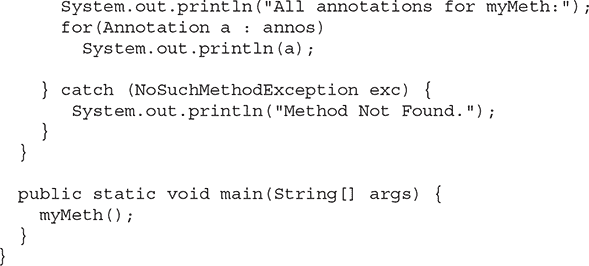 System.out.println("All annotations for myMeth:");
      for(Annotation a : annos)
        System.out.println(a);

    } catch (NoSuchMethodException exc) {
       System.out.println("Method Not Found.");
    }
  }

  public static void main(String[] args) {
    myMeth();
  }
}